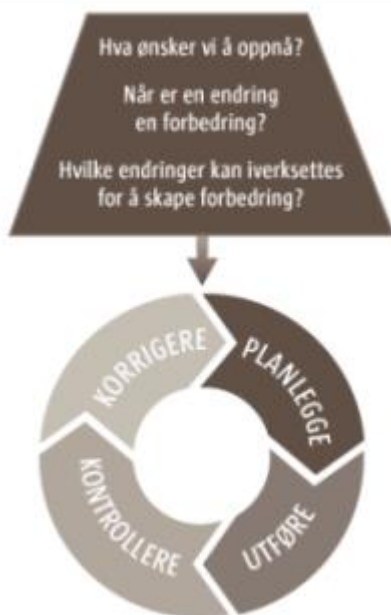 Hva ønsker vi å oppnå?
Når er en endring
en forbedring?
Hvilke endringer kan iverksettes
for å skape forbedring?
PLANLEGGE
UTFØRE
KONTROLLERE
KORRIGERE